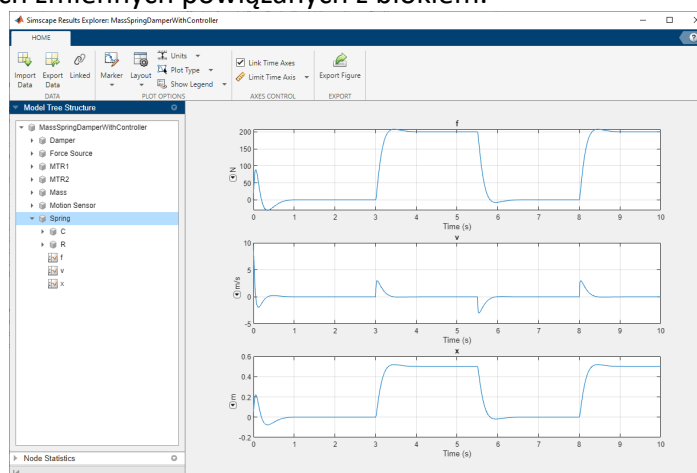 ch zmiennych powiązanych z blokiem.
Simscape Results Explorer: MassSpringDamperWithController
HOME
Import Data
Export Data
Linked
Marker
Layout
Units
Plot Type
Show Legend
Link Time Axes
Limit Time Axis
Export Figure
DATA
PLOT OPTIONS
AXES CONTROL
EXPORT
Model Tree Structure
MassSpringDamperWithController
Damper
Force Source
MTR1
MTR2
Mass
Motion Sensor
Spring
C
R
f
v
x
Node Statistics
f
200
150
100
50
0
N
0 1 2 3 4 5 6 7 8 9 10
Time (s)
v
10
5
0
-5
m/s
0 1 2 3 4 5 6 7 8 9 10
Time (s)
x
0.6
0.4
0.2
0
-0.2
m
0 1 2 3 4 5 6 7 8 9 10
Time (s)